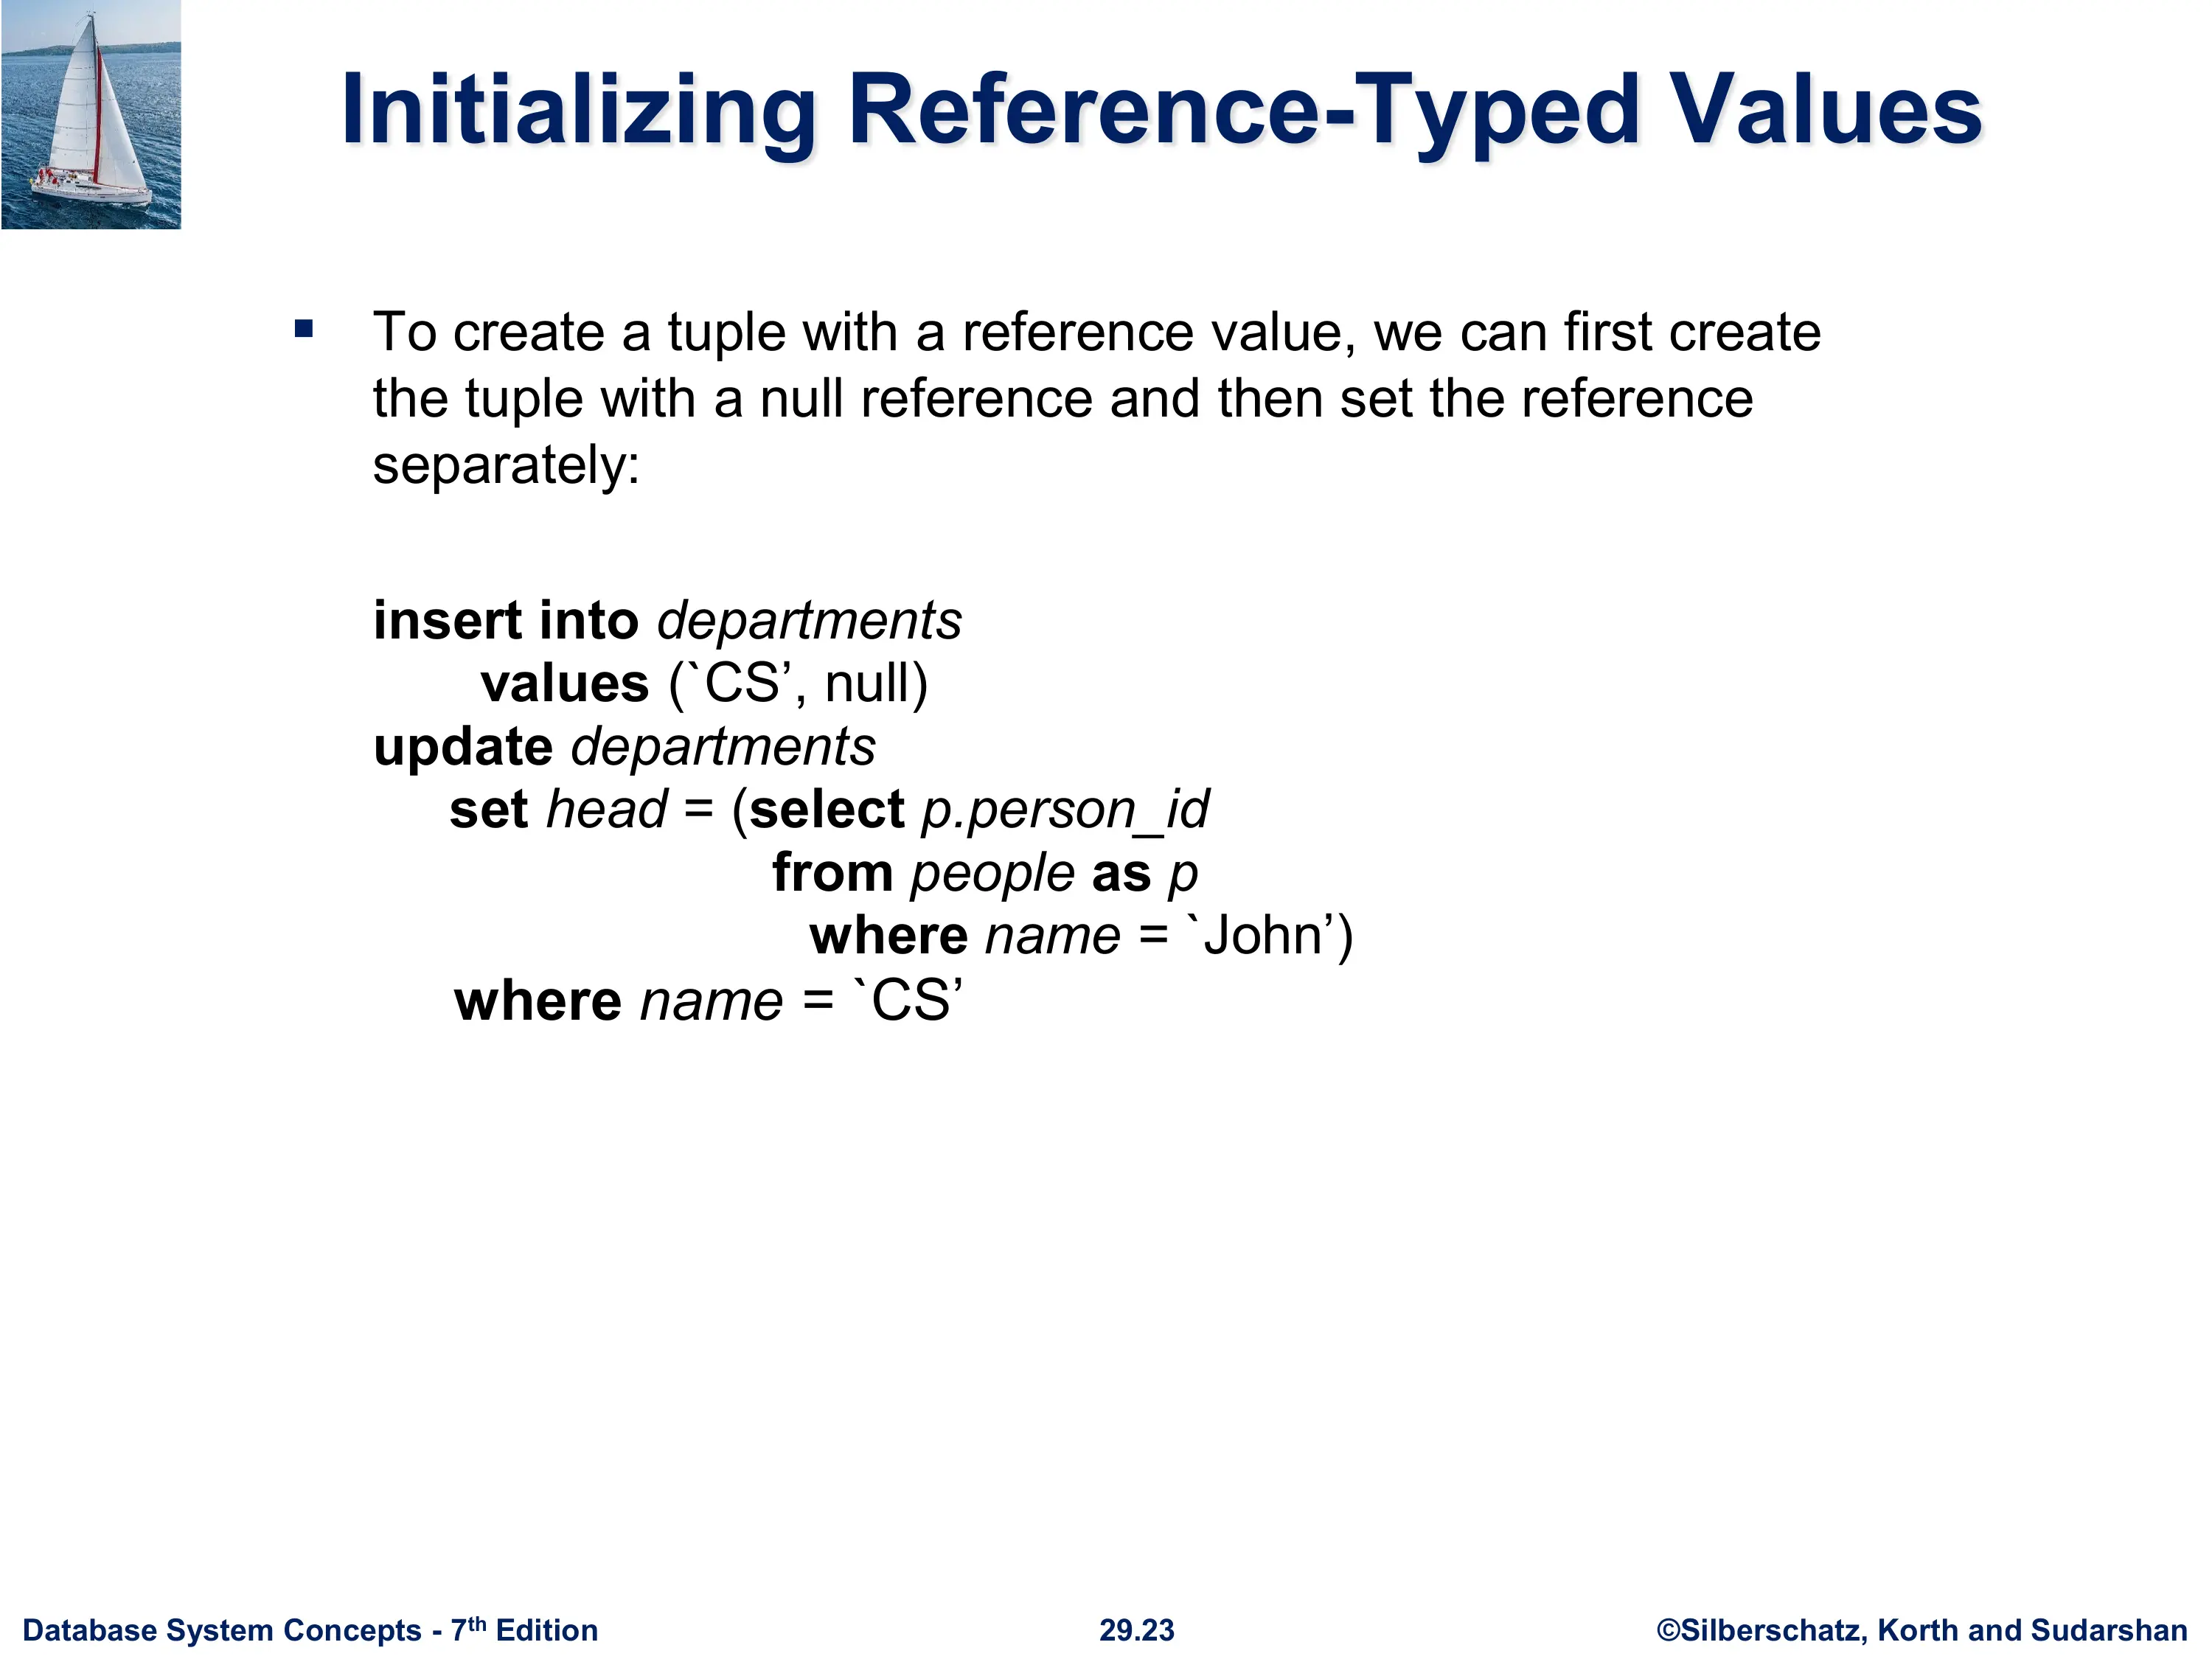 Initializing Reference-Typed Values
▪ To create a tuple with a reference value, we can first create
the tuple with a null reference and then set the reference
separately:
insert into departments
values (`CS’, null)
update departments
set head = (select p.person_id
from people as p
where name = `John’)
where name = `CS’
Database System Concepts - 7th Edition
29.23
©Silberschatz, Korth and Sudarshan